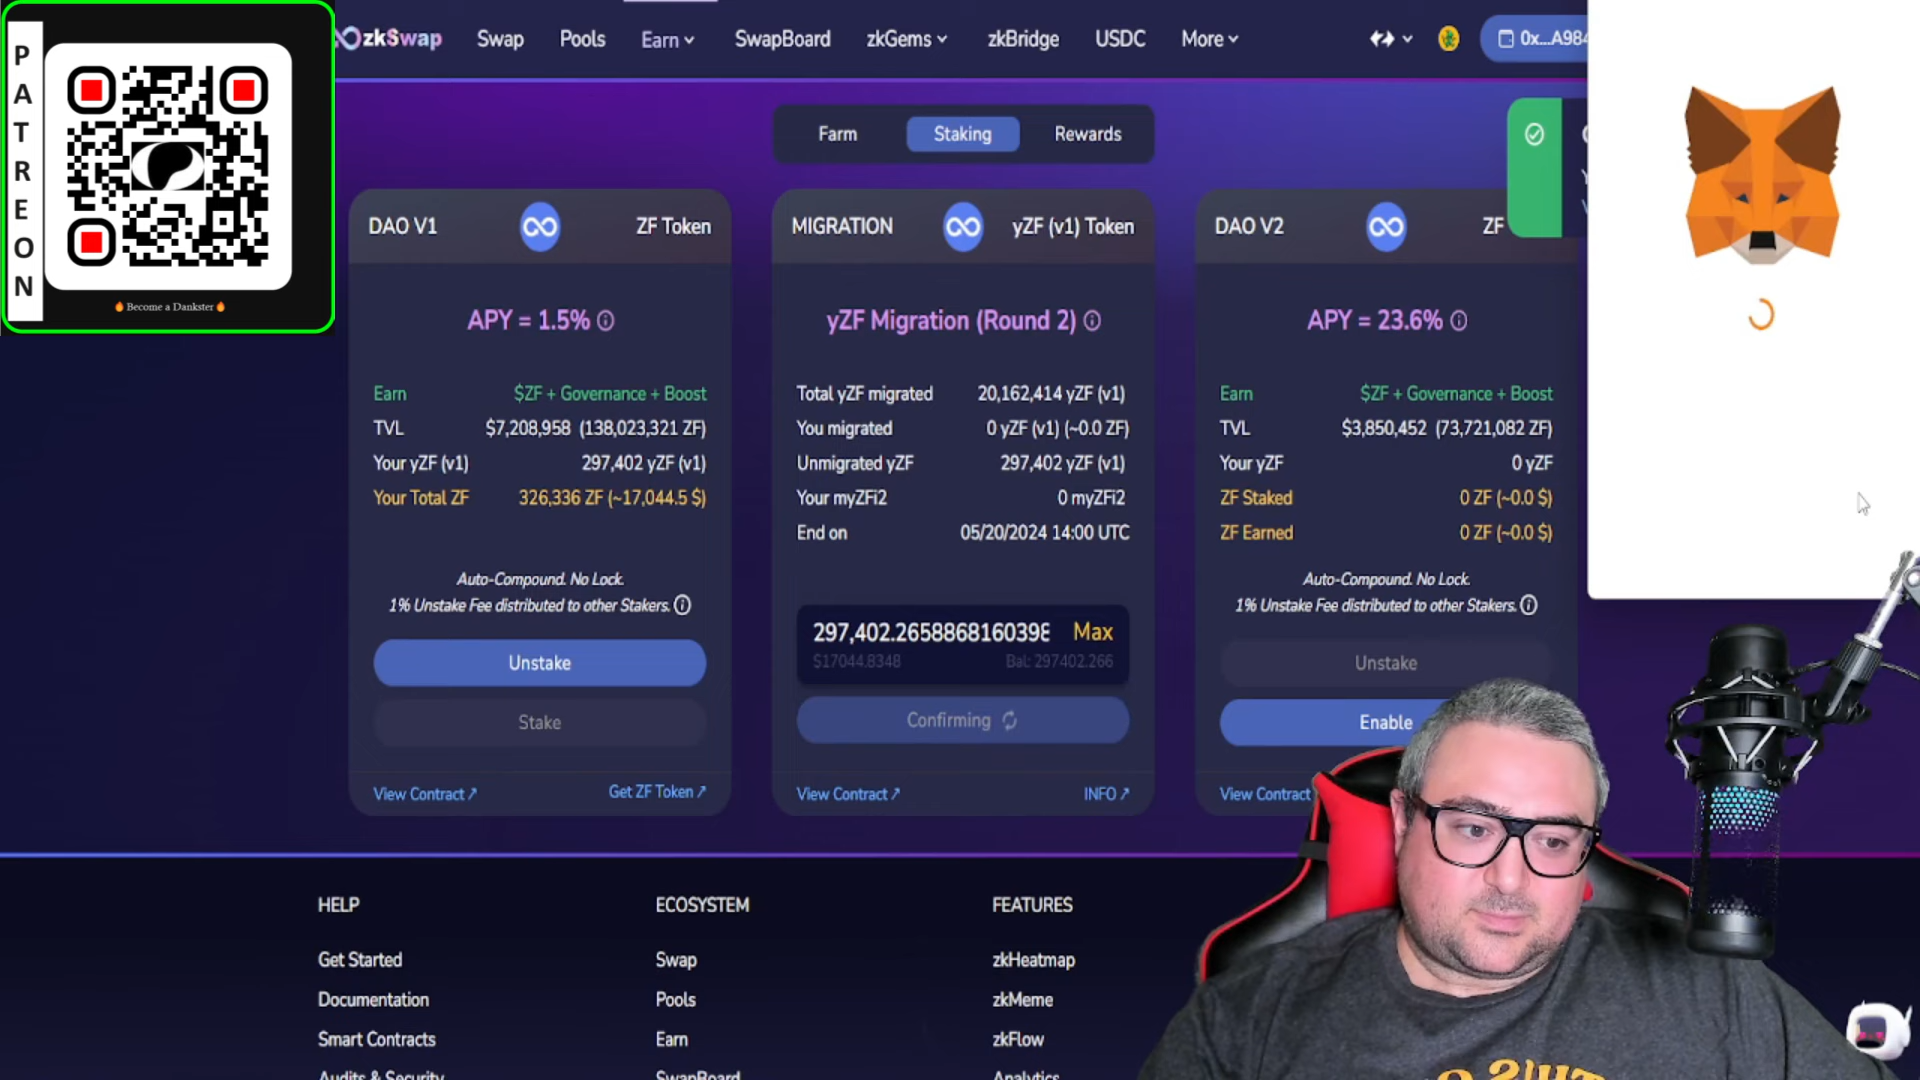 PATREON
🔥 Become a Dankster 🔥
zkSwap
Swap
Pools
Earn
SwapBoard
zkGems
zkBridge
USDC
More
0x...A984
Farm
Staking
Rewards
DAO V1
ZF Token
APY = 1.5%
Earn
$ZF + Governance + Boost
TVL
$7,208,958 (138,023,321 ZF)
Your yZF (v1)
297,402 yZF (v1)
Your Total ZF
326,336 ZF (~17,044.5 $)
Auto-Compound. No Lock.
1% Unstake Fee distributed to other Stakers.
Unstake
Stake
View Contract ↗
Get ZF Token ↗
MIGRATION
yZF (v1) Token
yZF Migration (Round 2)
Total yZF migrated
20,162,414 yZF (v1)
You migrated
0 yZF (v1) (~0.0 ZF)
Unmigrated yZF
297,402 yZF (v1)
Your myZFi2
0 myZFi2
End on
05/20/2024 14:00 UTC
297,402.265886816039
Max
$17044.8348
Bal: 297402.266
Confirming
View Contract ↗
INFO ↗
DAO V2
ZF
APY = 23.6%
Earn
$ZF + Governance + Boost
TVL
$3,850,452 (73,721,082 ZF)
Your yZF
0 yZF
ZF Staked
0 ZF (~0.0 $)
ZF Earned
0 ZF (~0.0 $)
Auto-Compound. No Lock.
1% Unstake Fee distributed to other Stakers.
Unstake
Enable
View Contract
HELP
Get Started
Documentation
Smart Contracts
Audits & Security
ECOSYSTEM
Swap
Pools
Earn
SwapBoard
FEATURES
zkHeatmap
zkMeme
zkFlow
Analytics